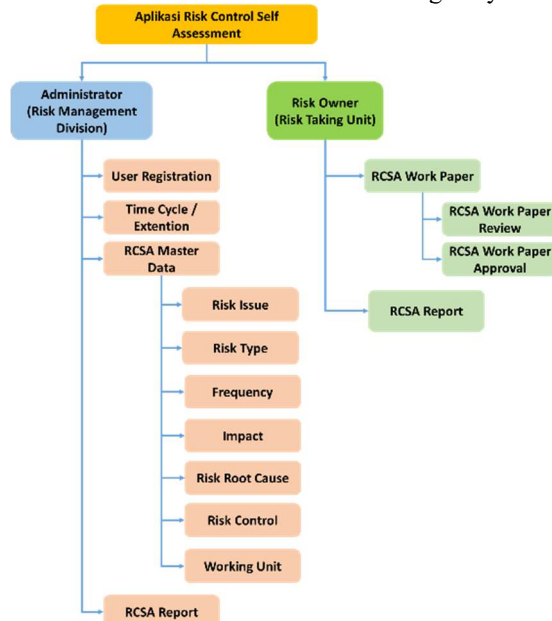 Aplikasi Risk Control Self
Assessment
Administrator
(Risk Management
Division)
Risk Owner
(Risk Taking Unit)
User Registration
Time Cycle /
Extention
RCSA Master
Data
Risk Issue
Risk Type
Frequency
Impact
Risk Root Cause
Risk Control
Working Unit
RCSA Report
RCSA Work Paper
RCSA Work Paper
Review
RCSA Work Paper
Approval
RCSA Report